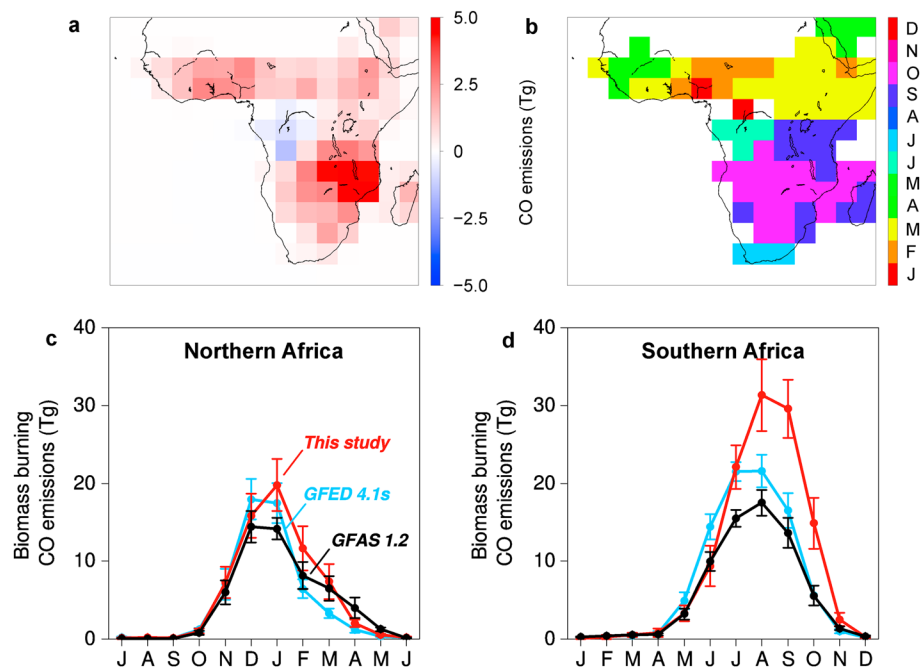 a
5.0
2.5
0
−2.5
−5.0
CO emissions (Tg)
b
D
N
O
S
A
J
J
M
A
M
F
J
c
Northern Africa
Biomass burning
CO emissions (Tg)
40
30
20
10
0
This study
GFED 4.1s
GFAS 1.2
J A S O N D J F M A M J
d
Southern Africa
Biomass burning
CO emissions (Tg)
40
30
20
10
0
J F M A M J J A S O N D